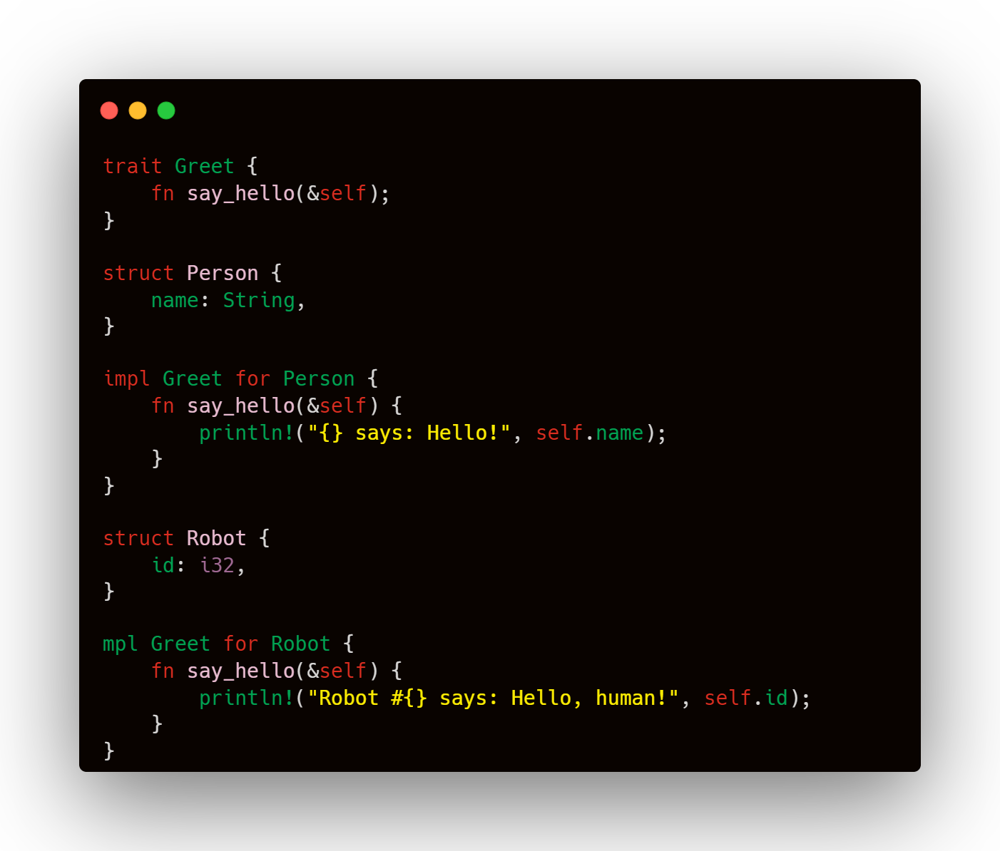 trait Greet {
    fn say_hello(&self);
}

struct Person {
    name: String,
}

impl Greet for Person {
    fn say_hello(&self) {
        println!("{} says: Hello!", self.name);
    }
}

struct Robot {
    id: i32,
}

mpl Greet for Robot {
    fn say_hello(&self) {
        println!("Robot #{} says: Hello, human!", self.id);
    }
}